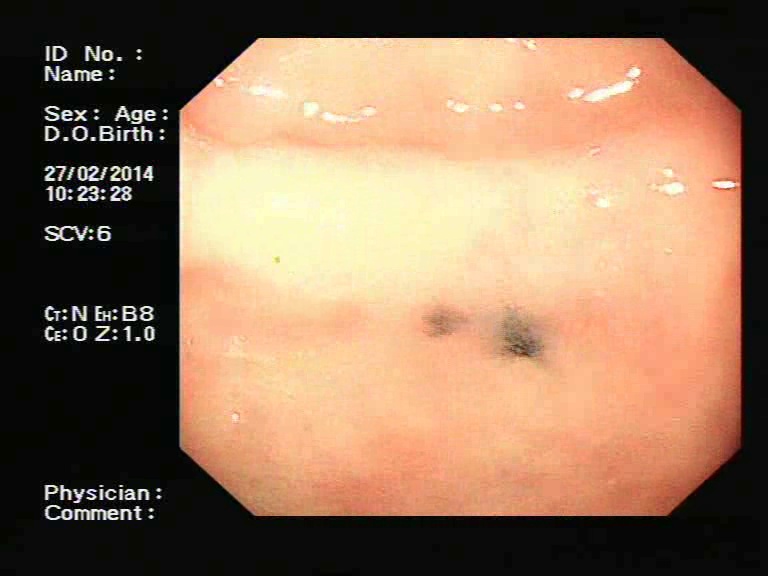 ID No. :
Name:
Sex: Age:
D.O.Birth:
27/02/2014
10:23:28
SCV:6
CT:N EH:B8
CE:0 Z:1.0
Physician:
Comment: